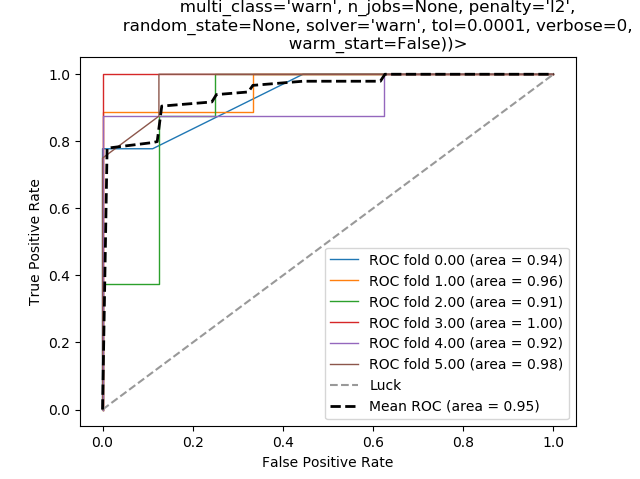 multi_class='warn', n_jobs=None, penalty='l2',
random_state=None, solver='warn', tol=0.0001, verbose=0,
warm_start=False))>
1.0
0.8
0.6
0.4
0.2
0.0
True Positive Rate
ROC fold 0.00 (area = 0.94)
ROC fold 1.00 (area = 0.96)
ROC fold 2.00 (area = 0.91)
ROC fold 3.00 (area = 1.00)
ROC fold 4.00 (area = 0.92)
ROC fold 5.00 (area = 0.98)
Luck
Mean ROC (area = 0.95)
0.0 0.2 0.4 0.6 0.8 1.0
False Positive Rate